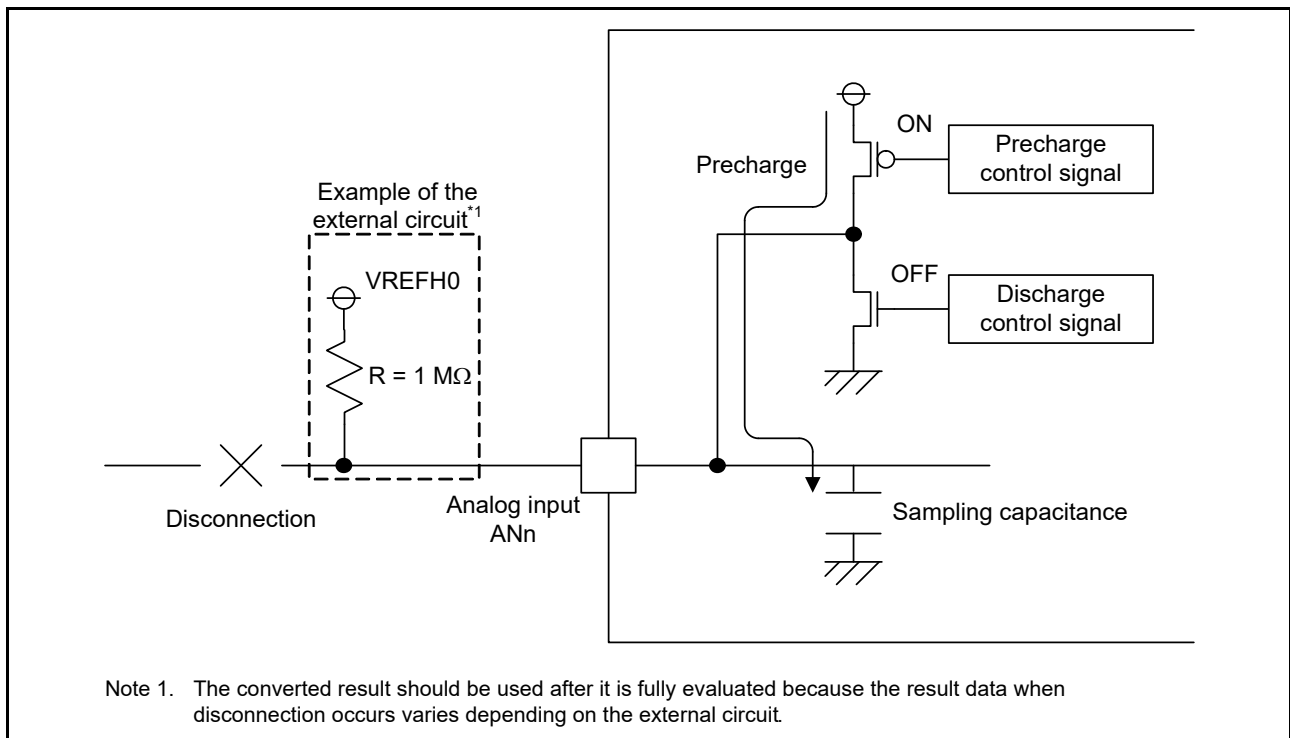 ON
Precharge
control signal
Precharge
Example of the
external circuit*1
VREFH0
OFF
Discharge
control signal
R = 1 MΩ
Disconnection
Analog input
ANn
Sampling capacitance
Note 1. The converted result should be used after it is fully evaluated because the result data when
disconnection occurs varies depending on the external circuit.